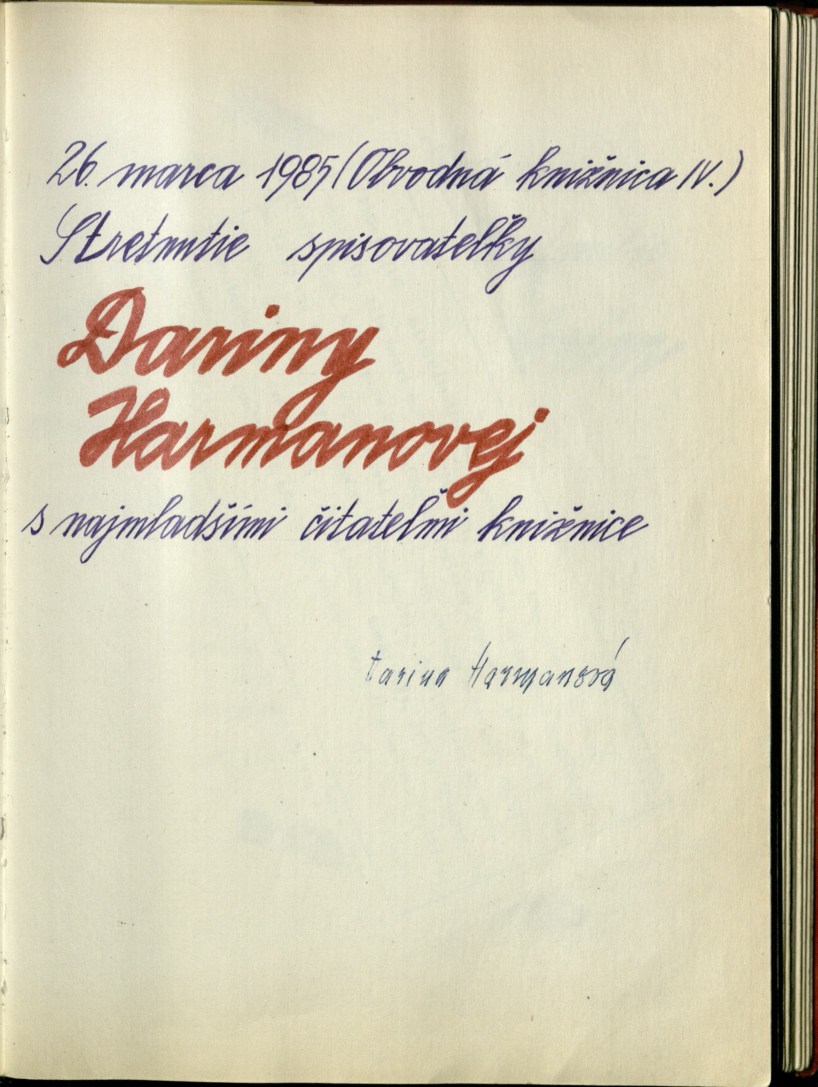 26. marca 1985 (Obvodná knižnica IV.)
Stretnutie spisovateľky
Dariny
Harmanovej
s najmladšími čitateľmi knižnice
Darina Harmanová